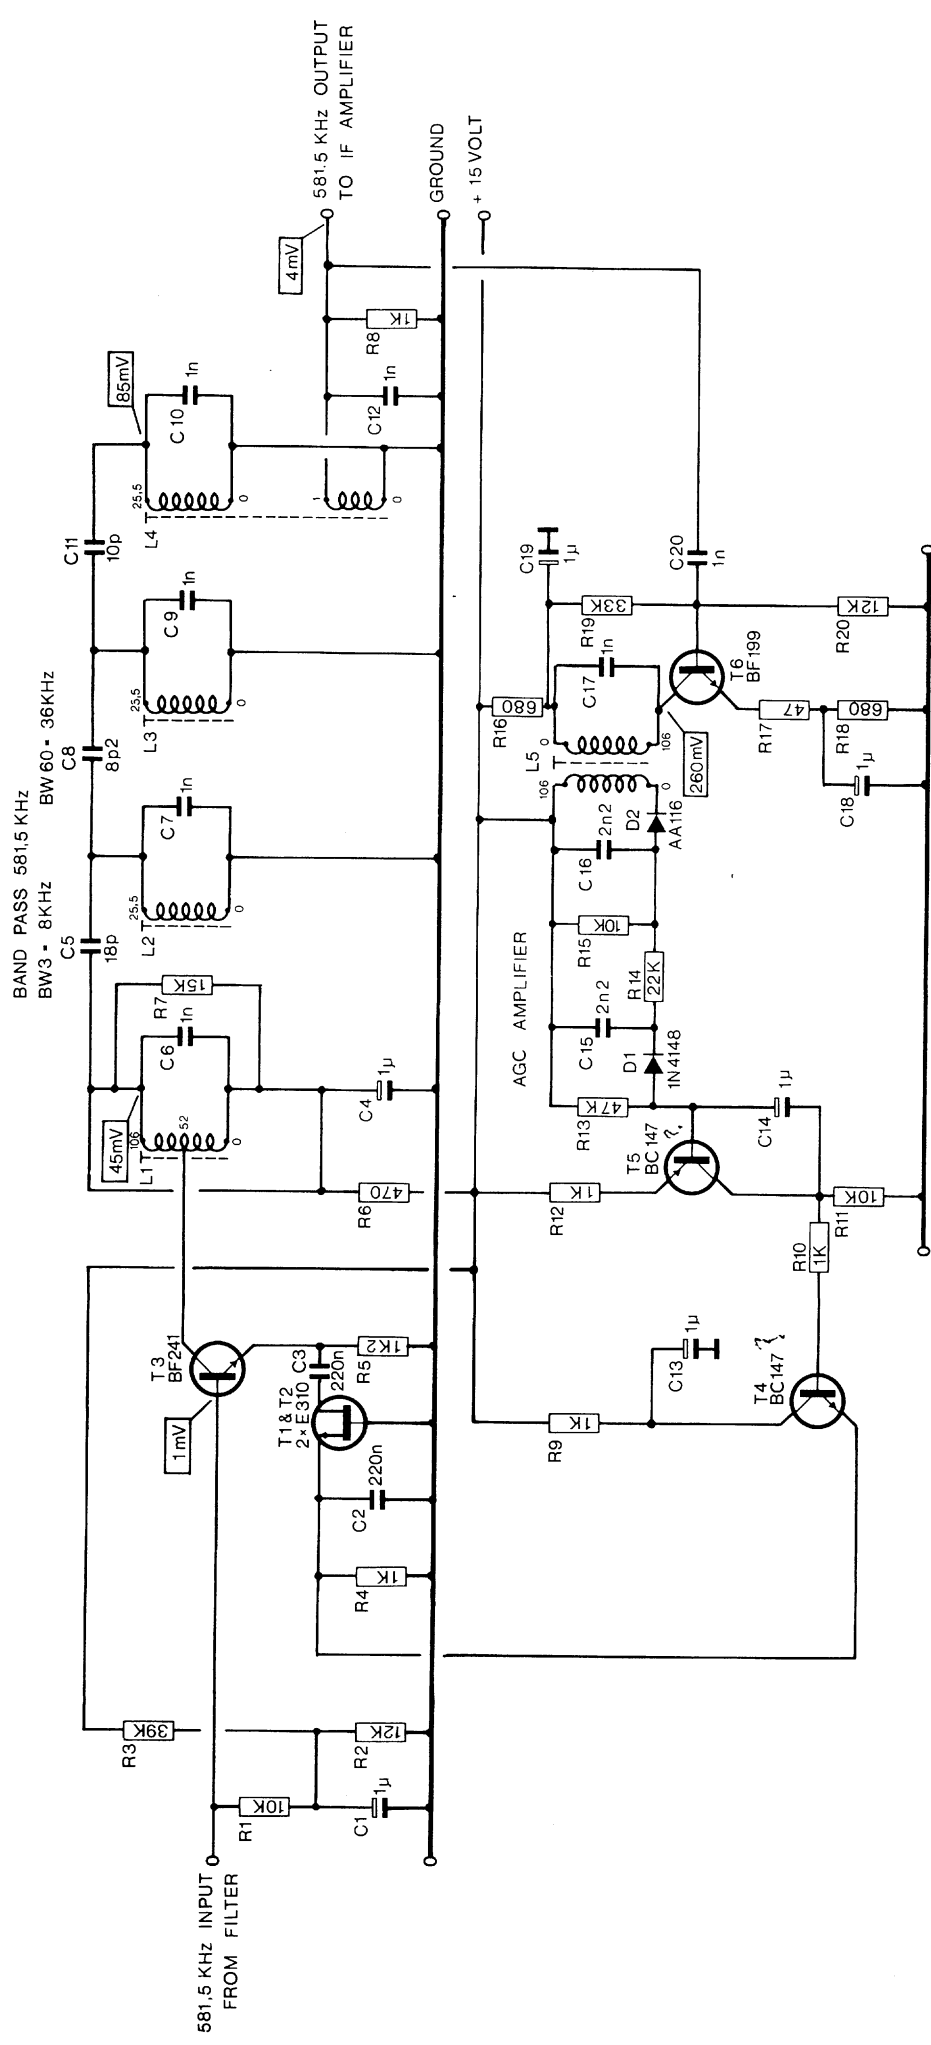 BAND PASS 581,5 KHz
BW3 = 8KHz
BW60 = 36KHz
C5
18p
C8
8p2
C11
10p
R7
15K
C6
1n
C7
1n
C9
1n
C10
1n
85mV
45mV
106
52
0
L1
25,5
0
L2
25,5
0
L3
25,5
0
L4
1
0
4mV
581.5 KHz OUTPUT
TO IF AMPLIFIER
R8
1K
C12
1n
GROUND
+ 15 VOLT
C4
1µ
R6
470
T3
BF241
1mV
T1 & T2
2 × E310
C3
220n
R5
1K2
C2
220n
R4
1K
R3
39K
R2
12K
R1
10K
C1
1µ
581,5 KHz INPUT
FROM FILTER
AGC AMPLIFIER
R16
680
C19
1µ
R19
33K
C17
1n
L5
0
106
106
0
260mV
T6
BF199
C20
1n
R20
12K
R17
47
R18
680
C18
1µ
D2
AA116
C16
2n2
R15
10K
R14
22K
C15
2n2
D1
1N4148
R13
47K
T5
BC147
?
C14
1µ
R12
1K
R11
10K
R10
1K
C13
1µ
T4
BC147
?
R9
1K